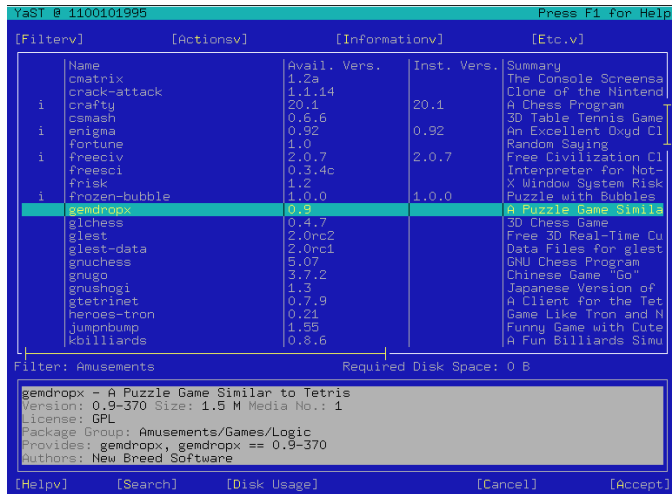 YaST @ 1100101995 Press F1 for Help
[Filterv] [Actionsv] [Informationv] [Etc.v]
Name Avail. Vers. Inst. Vers. Summary
cmatrix 1.2a The Console Screensa
crack-attack 1.1.14 Clone of the Nintend
i crafty 20.1 20.1 A Chess Program
csmash 0.6.6 3D Table Tennis Game
i enigma 0.92 0.92 An Excellent Oxyd Cl
fortune 1.0 Random Saying
i freeciv 2.0.7 2.0.7 Free Civilization Cl
freesci 0.3.4c Interpreter for Not-
frisk 1.2 X Window System Risk
i frozen-bubble 1.0.0 1.0.0 Puzzle with Bubbles
gemdropx 0.9 A Puzzle Game Simila
glchess 0.4.7 3D Chess Game
glest 2.0rc2 Free 3D Real-Time Cu
glest-data 2.0rc1 Data Files for glest
gnuchess 5.07 GNU Chess Program
gnugo 3.7.2 Chinese Game "Go"
gnushogi 1.3 Japanese Version of
gtetrinet 0.7.9 A Client for the Tet
heroes-tron 0.21 Game Like Tron and N
jumpnbump 1.55 Funny Game with Cute
kbilliards 0.8.6 A Fun Billiards Simu
Filter: Amusements Required Disk Space: 0 B
gemdropx - A Puzzle Game Similar to Tetris
Version: 0.9-370 Size: 1.5 M Media No.: 1
License: GPL
Package Group: Amusements/Games/Logic
Provides: gemdropx, gemdropx == 0.9-370
Authors: New Breed Software
[Helpv] [Search] [Disk Usage] [Cancel] [Accept]